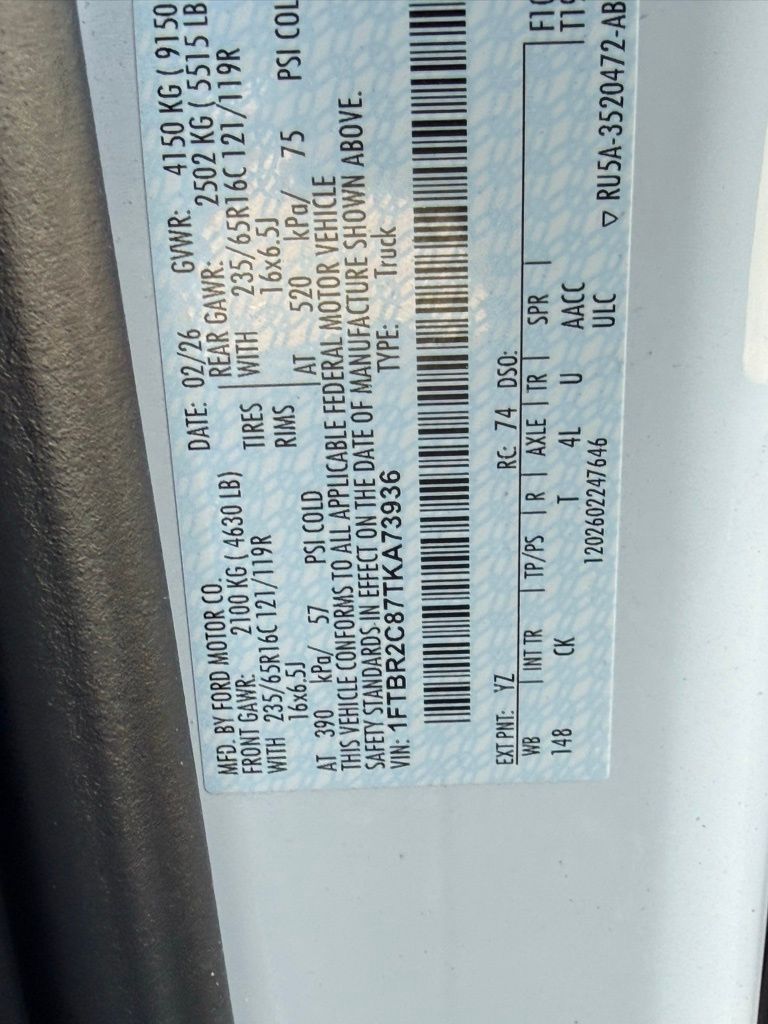 MFD. BY FORD MOTOR CO.
DATE: 02/26 GVWR: 4150 KG ( 9150
FRONT GAWR: 2100 KG ( 4630 LB)
REAR GAWR: 2502 KG ( 5515 LB
WITH 235/65R16C 121/119R TIRES WITH 235/65R16C 121/119R
16x6.5J RIMS 16x6.5J
AT 390 kPa/ 57 PSI COLD AT 520 kPa/ 75 PSI COL
THIS VEHICLE CONFORMS TO ALL APPLICABLE FEDERAL MOTOR VEHICLE
SAFETY STANDARDS IN EFFECT ON THE DATE OF MANUFACTURE SHOWN ABOVE.
VIN: 1FTBR2C87TKA73936 TYPE: Truck
EXT PNT: YZ RC: 74 DSO:
WB INT TR TP/PS R AXLE TR SPR
148 CK T 4L U AACC
ULC
1202602247646
▽ RU5A-3520472-AB